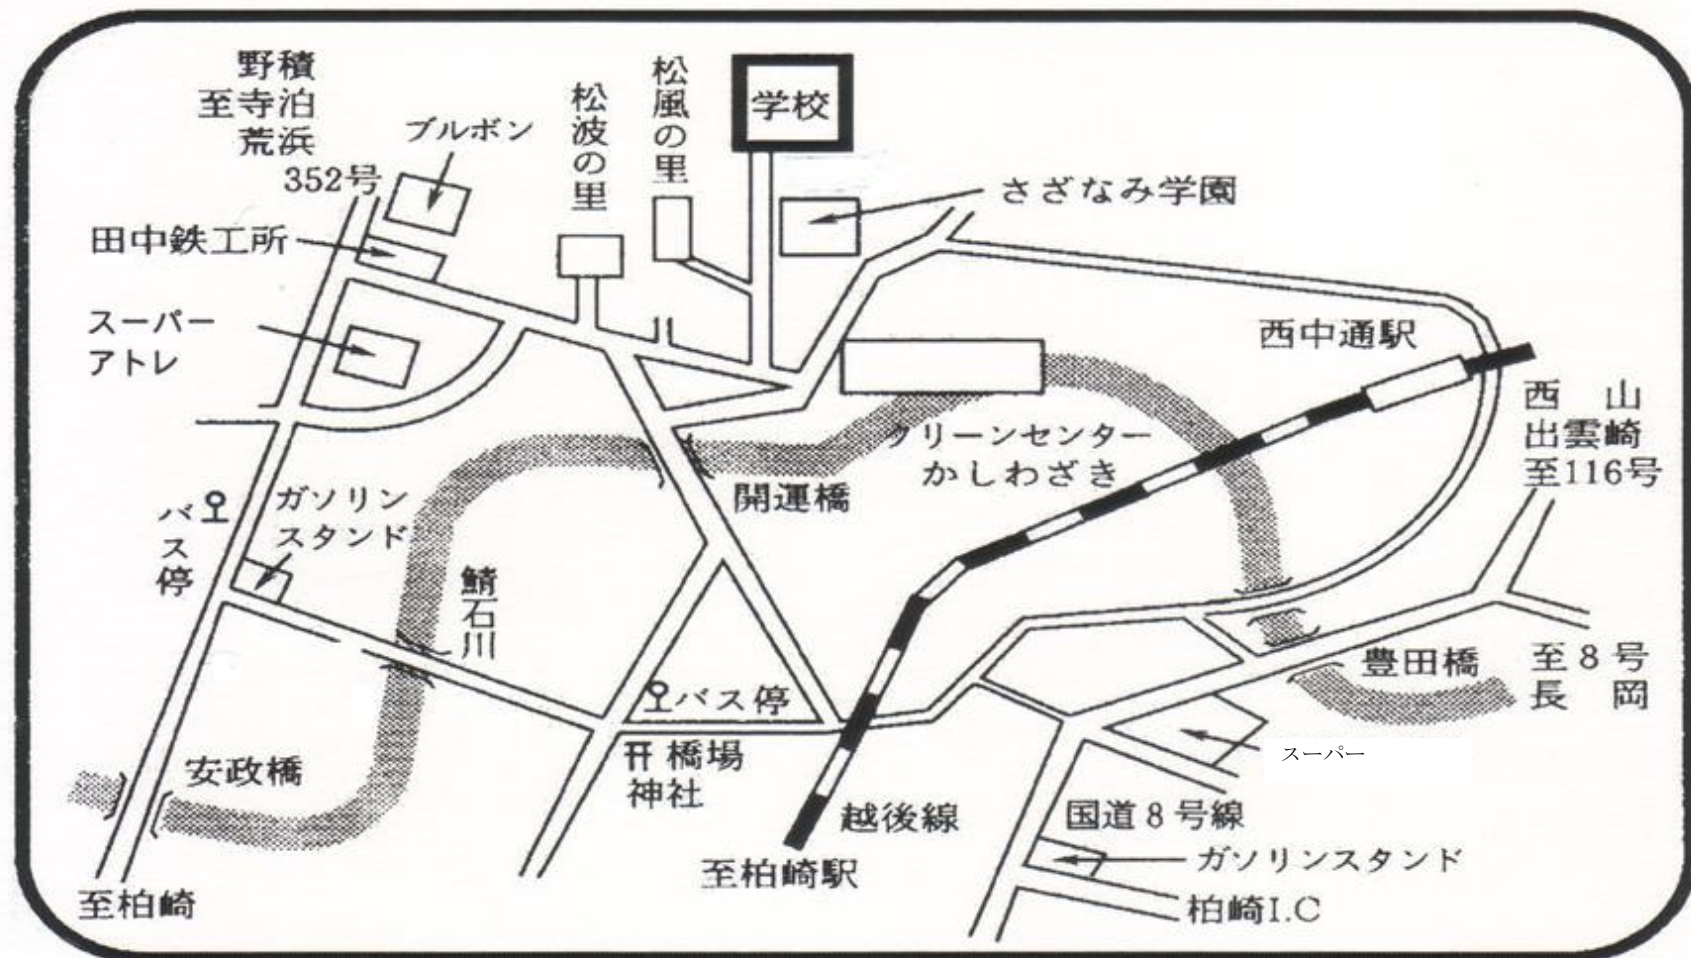 野積
至寺泊
荒浜
352号
ブルボン
松波の里
松風の里
学校
さざなみ学園
田中鉄工所
スーパー
アトレ
西中通駅
西 山
出雲崎
至116号
クリーンセンター
かしわざき
開運橋
バス停
ガソリン
スタンド
鯖石川
豊田橋
至8号
長 岡
バス停
橋場
神社
スーパー
安政橋
越後線
国道8号線
至柏崎駅
ガソリンスタンド
至柏崎
柏崎I.C